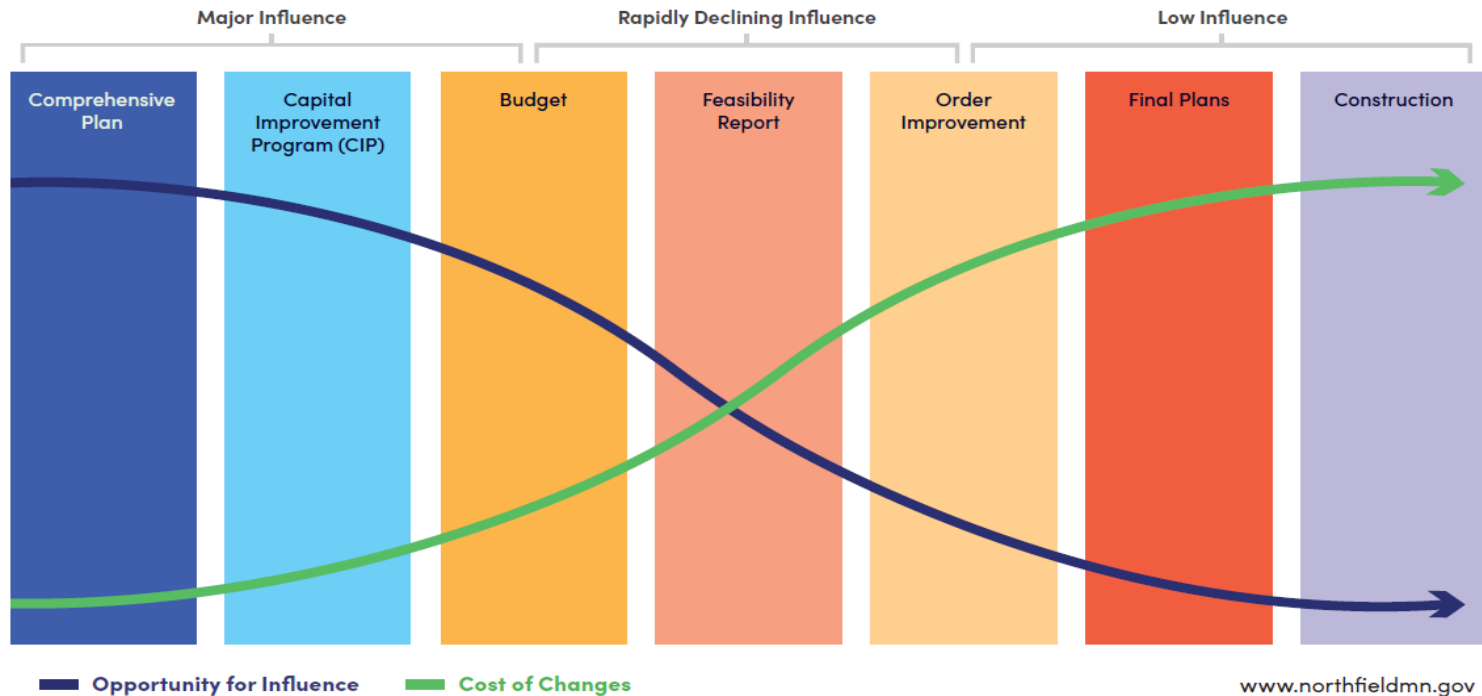 Major Influence
Rapidly Declining Influence
Low Influence
Comprehensive
Plan
Capital
Improvement
Program (CIP)
Budget
Feasibility
Report
Order
Improvement
Final Plans
Construction
Opportunity for Influence
Cost of Changes
www.northfieldmn.gov